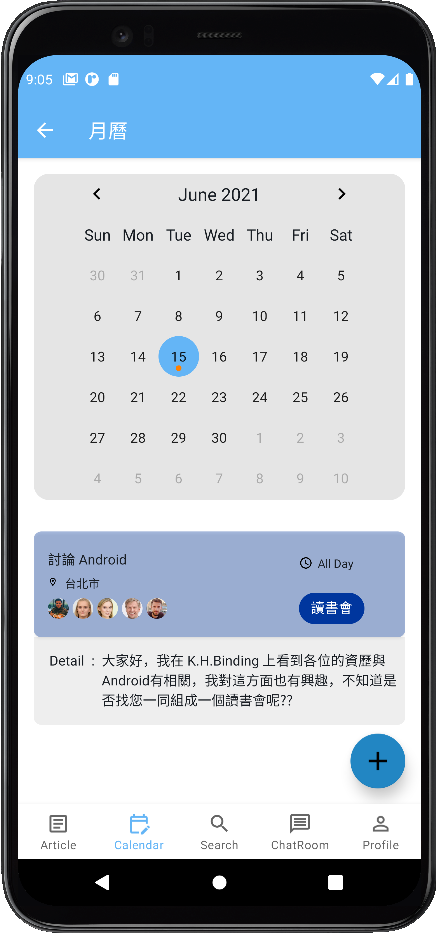 9:05
月曆
June 2021
Sun Mon Tue Wed Thu Fri Sat
30 31 1 2 3 4 5
6 7 8 9 10 11 12
13 14 15 16 17 18 19
20 21 22 23 24 25 26
27 28 29 30 1 2 3
4 5 6 7 8 9 10
討論 Android
All Day
台北市
讀書會
Detail : 大家好，我在 K.H.Binding 上看到各位的資歷與
Android有相關，我對這方面也有興趣，不知道是
否找您一同組成一個讀書會呢??
Article Calendar Search ChatRoom Profile